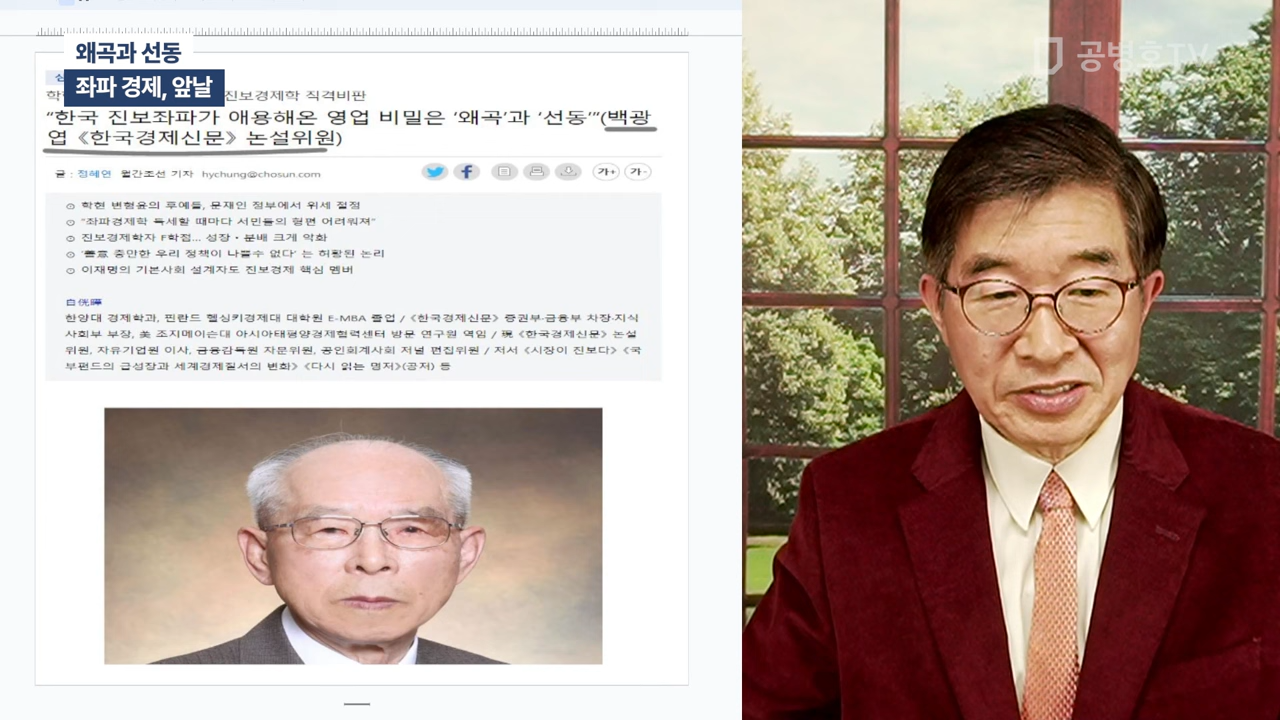 왜곡과 선동
좌파 경제, 앞날
공병호TV
학 진보경제학 직격비판
“한국 진보좌파가 애용해온 영업 비밀은 ‘왜곡’과 ‘선동’”(백광
엽 《한국경제신문》 논설위원)
글 : 정혜연 월간조선 기자 hychung@chosun.com
가+ 가-
⊙ 학현 변형윤의 후예들, 문재인 정부에서 위세 절정
⊙ “좌파경제학 득세할 때마다 서민들의 형편 어려워져”
⊙ 진보경제학자 F학점... 성장·분배 크게 악화
⊙ ‘善意 충만한 우리 정책이 나쁠수 없다’ 는 허황된 논리
⊙ 이재명의 기본사회 설계자도 진보경제 핵심 멤버
白侊曄
한양대 경제학과, 핀란드 헬싱키경제대 대학원 E-MBA 졸업 / 《한국경제신문》 증권부·금융부 차장·지식
사회부 부장, 美 조지메이슨대 아시아태평양경제협력센터 방문 연구원 역임 / 現 《한국경제신문》 논설
위원, 자유기업원 이사, 금융감독원 자문위원, 공인회계사회 저널 편집위원 / 저서 《시장이 진보다》 《국
부펀드의 급성장과 세계경제질서의 변화》 《다시 읽는 명저》(공저) 등